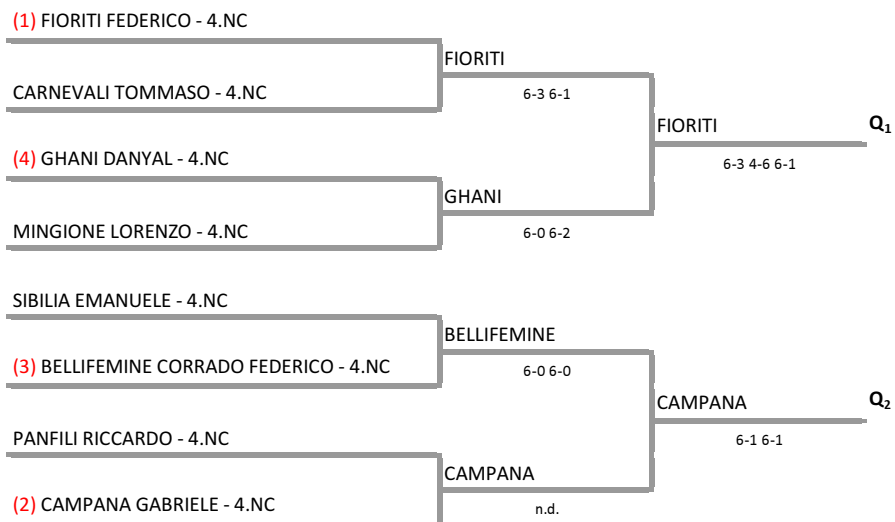 (1) FIORITI FEDERICO - 4.NC
FIORITI
CARNEVALI TOMMASO - 4.NC
6-3 6-1
FIORITI
Q₁
(4) GHANI DANYAL - 4.NC
6-3 4-6 6-1
GHANI
MINGIONE LORENZO - 4.NC
6-0 6-2
SIBILIA EMANUELE - 4.NC
BELLIFEMINE
(3) BELLIFEMINE CORRADO FEDERICO - 4.NC
6-0 6-0
CAMPANA
Q₂
PANFILI RICCARDO - 4.NC
6-1 6-1
CAMPANA
(2) CAMPANA GABRIELE - 4.NC
n.d.